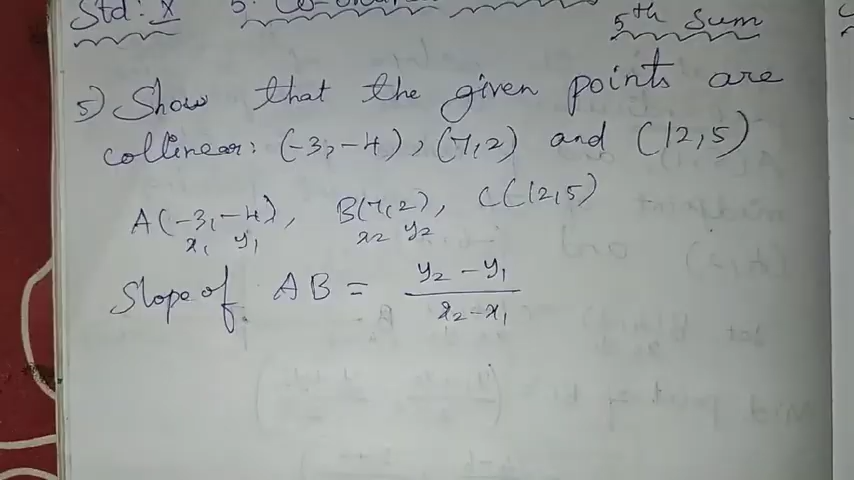 Std: X 5.
5th Sum
5) Show that the given points are
collinear: (-3,-4), (7,2) and (12,5)
A(-3,-4), B(7,2), C(12,5)
x₁ y₁ x₂ y₂
Slope of AB = y₂-y₁ / x₂-x₁